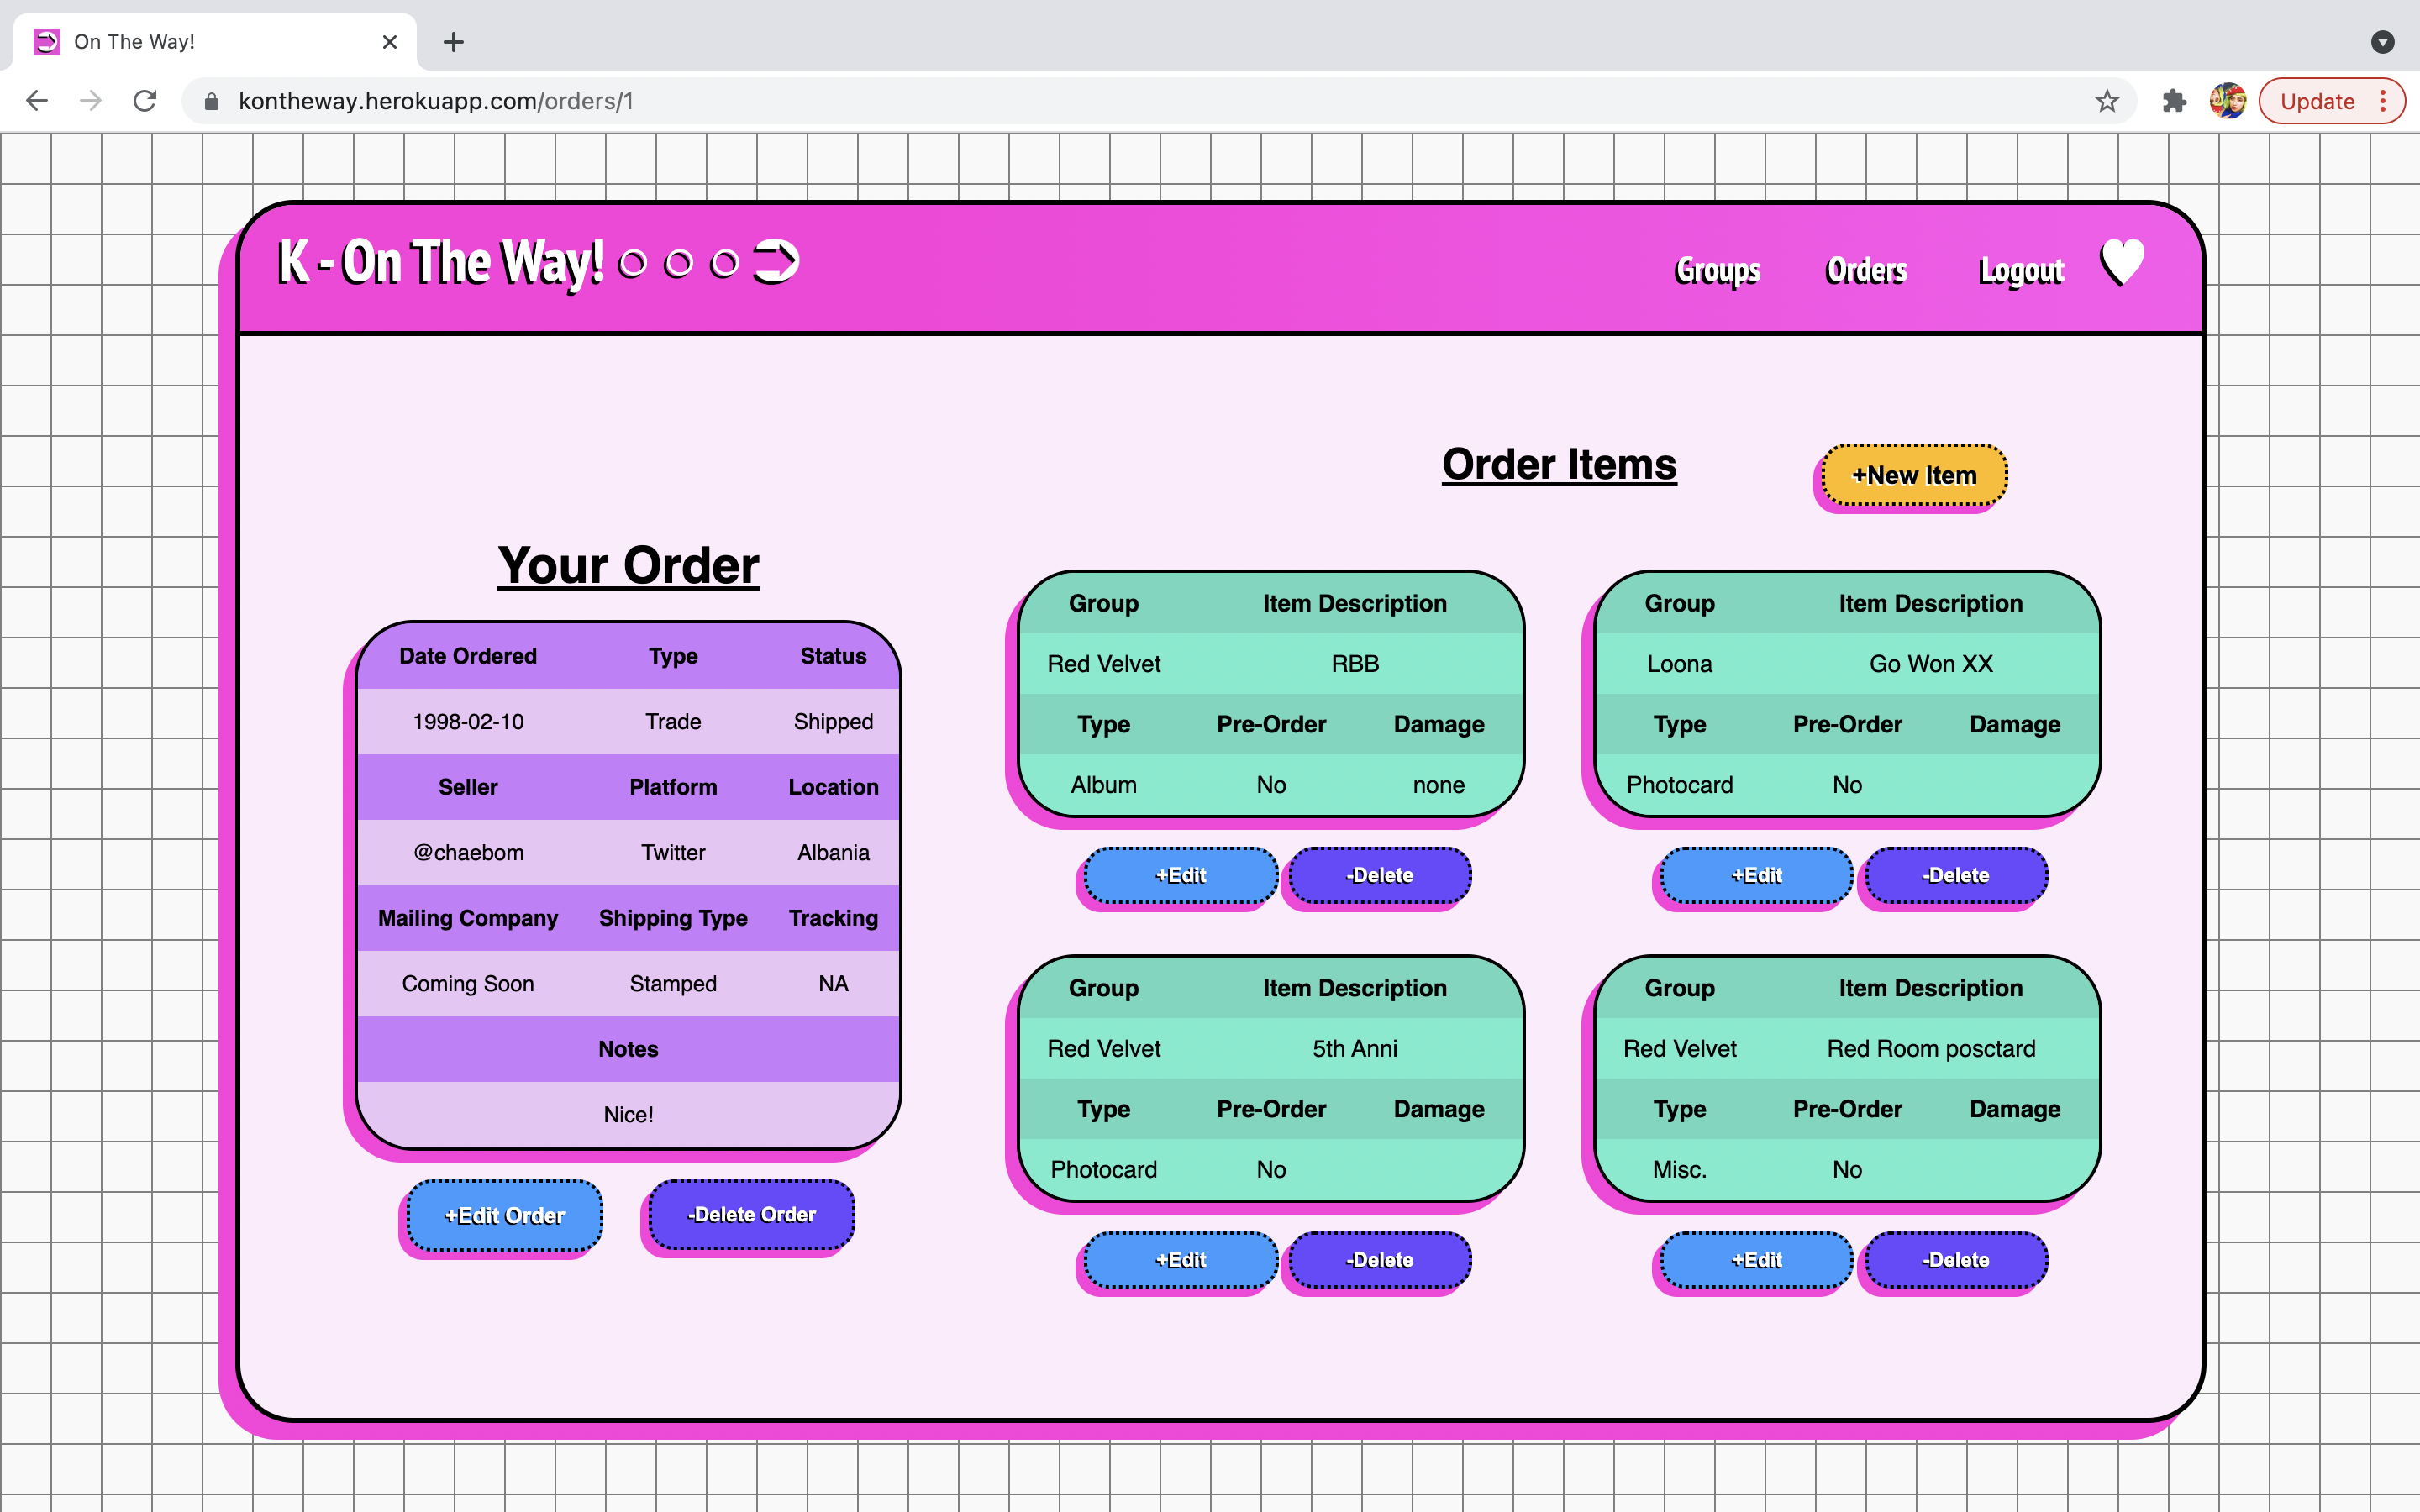 On The Way!
kontheway.herokuapp.com/orders/1
Update
K - On The Way!
Groups Orders Logout
Order Items
+New Item
Your Order
Date Ordered Type Status
1998-02-10 Trade Shipped
Seller Platform Location
@chaebom Twitter Albania
Mailing Company Shipping Type Tracking
Coming Soon Stamped NA
Notes
Nice!
+Edit Order -Delete Order
Group Item Description
Red Velvet RBB
Type Pre-Order Damage
Album No none
+Edit -Delete
Group Item Description
Loona Go Won XX
Type Pre-Order Damage
Photocard No
+Edit -Delete
Group Item Description
Red Velvet 5th Anni
Type Pre-Order Damage
Photocard No
+Edit -Delete
Group Item Description
Red Velvet Red Room posctard
Type Pre-Order Damage
Misc. No
+Edit -Delete